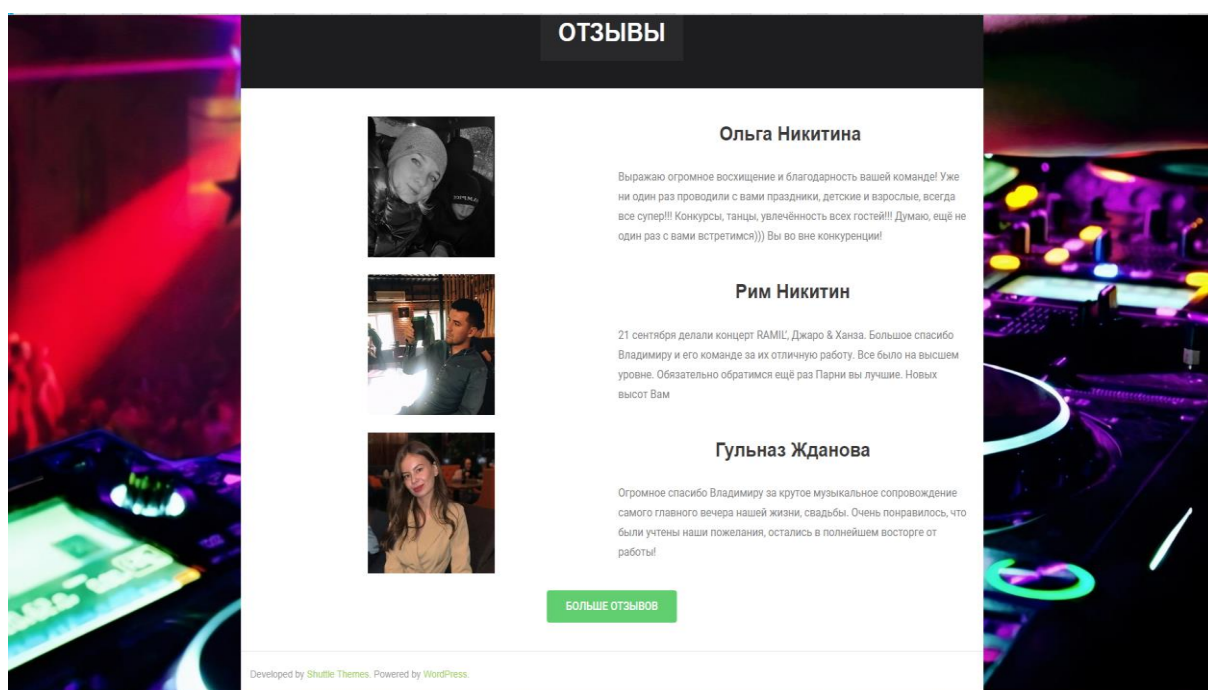 ОТЗЫВЫ
Ольга Никитина
Выражаю огромное восхищение и благодарность вашей команде! Уже
ни один раз проводили с вами праздники, детские и взрослые, всегда
все супер!!! Конкурсы, танцы, увлечённость всех гостей!!! Думаю, ещё не
один раз с вами встретимся))) Вы во вне конкуренции!
Рим Никитин
21 сентября делали концерт RAMIL', Джаро & Ханза. Большое спасибо
Владимиру и его команде за их отличную работу. Все было на высшем
уровне. Обязательно обратимся ещё раз Парни вы лучшие. Новых
высот Вам
Гульназ Жданова
Огромное спасибо Владимиру за крутое музыкальное сопровождение
самого главного вечера нашей жизни, свадьбы. Очень понравилось, что
были учтены наши пожелания, остались в полнейшем восторге от
работы!
БОЛЬШЕ ОТЗЫВОВ
Developed by Shuttle Themes. Powered by WordPress.